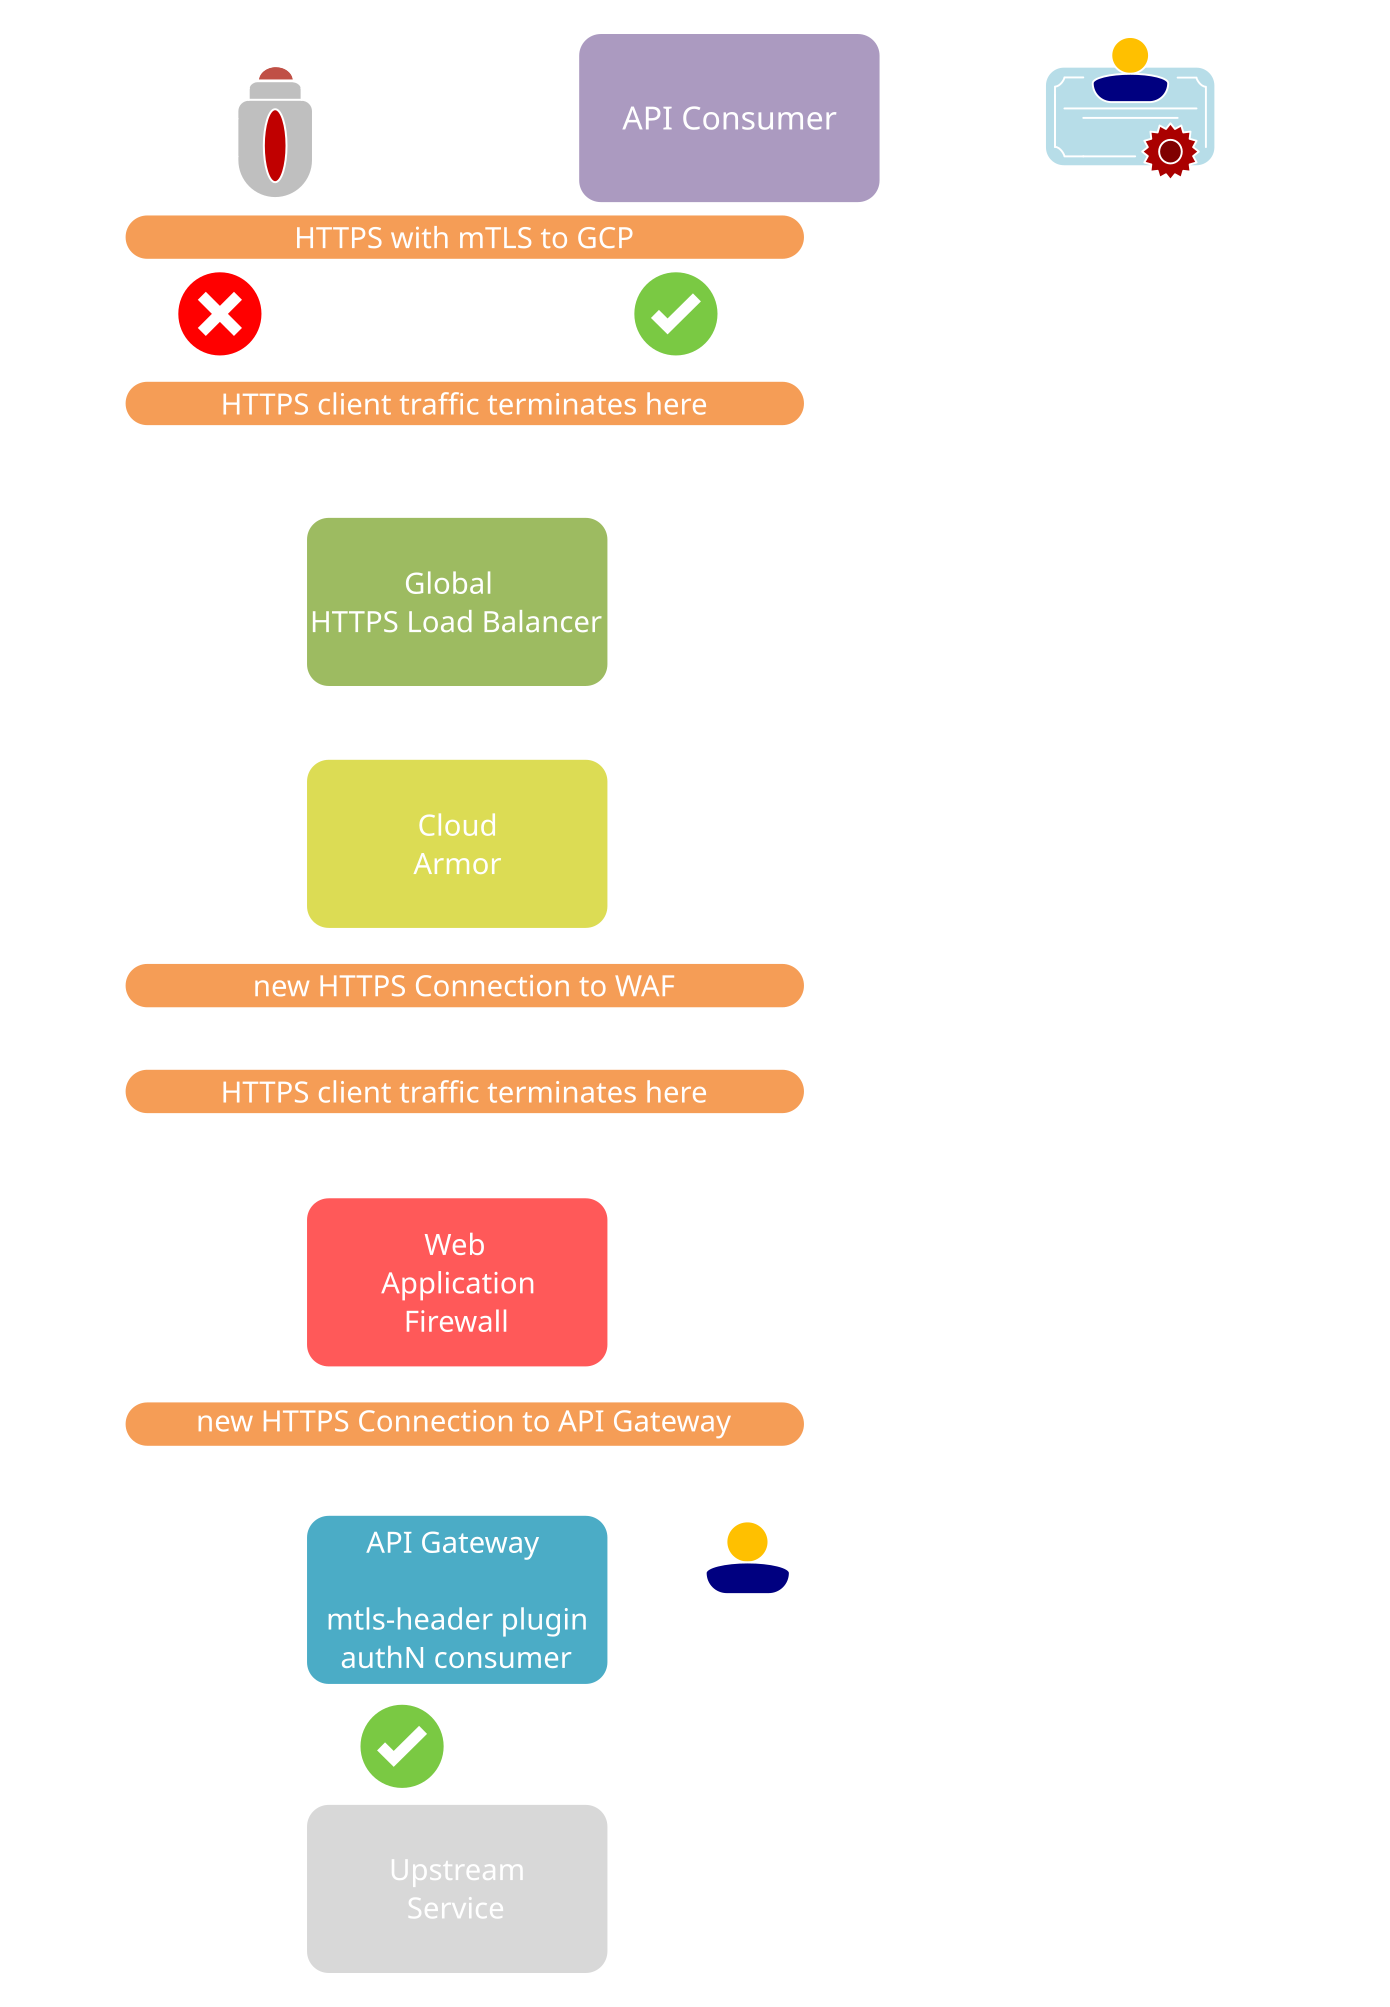 API Consumer
HTTPS with mTLS to GCP
HTTPS client traffic terminates here
Global
HTTPS Load Balancer
Cloud
Armor
new HTTPS Connection to WAF
HTTPS client traffic terminates here
Web
Application
Firewall
new HTTPS Connection to API Gateway
API Gateway
mtls-header plugin
authN consumer
Upstream
Service